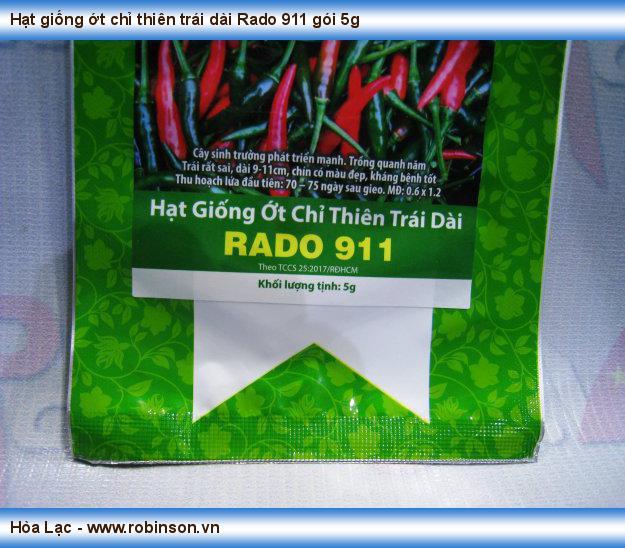 Hạt giống ớt chỉ thiên trái dài Rado 911 gói 5g
Cây sinh trưởng phát triển mạnh. Trồng quanh năm
Trái rất sai, dài 9-11cm, chín có màu đẹp, kháng bệnh tốt
Thu hoạch lứa đầu tiên: 70 – 75 ngày sau gieo. MĐ: 0.6 x 1.2
Hạt Giống Ớt Chỉ Thiên Trái Dài
RADO 911
Theo TCCS 25:2017/RĐHCM
Khối lượng tịnh: 5g
Hòa Lạc - www.robinson.vn